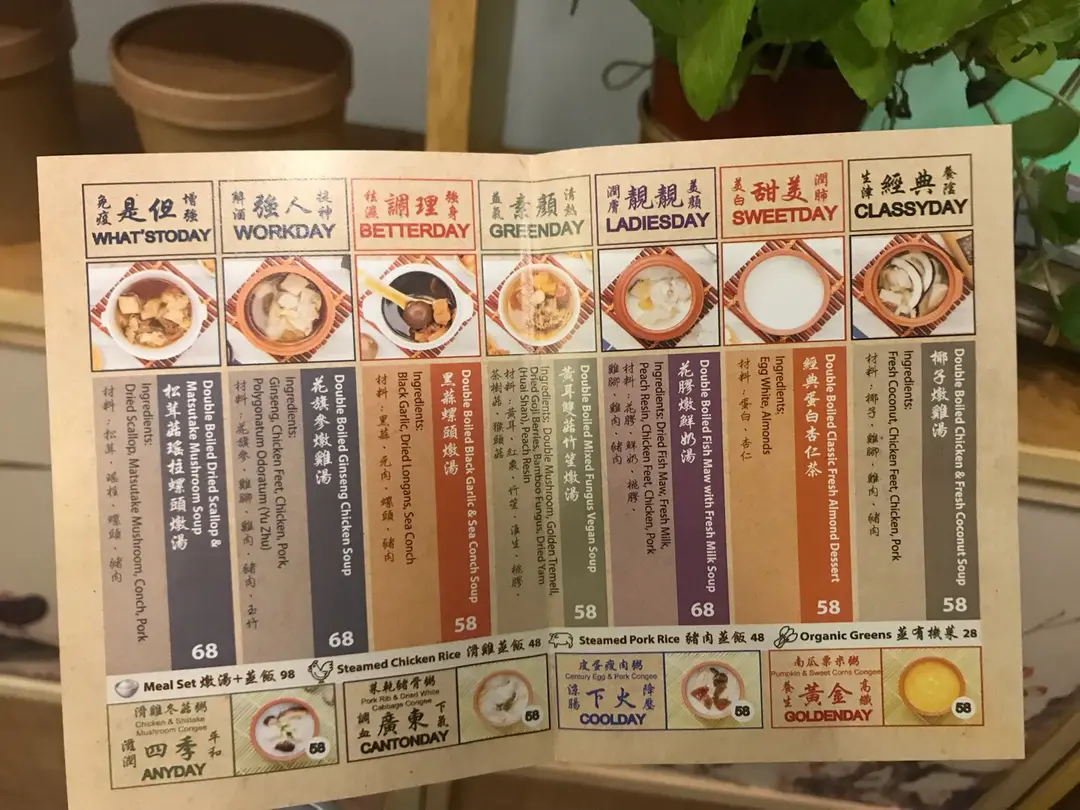 免疫 是但 增強
WHAT'STODAY
解酒 強人 提神
WORKDAY
祛濕 調理 強身
BETTERDAY
益氣 素顏 清熱
GREENDAY
潤膚 靚靚 美顏
LADIESDAY
美白 甜美 潤肺
SWEETDAY
生津 經典 養陰
CLASSYDAY
Double Boiled Dried Scallop &
Matsutake Mushroom Soup
松茸菇瑤柱螺頭燉湯
68
Ingredients:
Dried Scallop, Matsutake Mushroom, Conch, Pork
材料：松茸．瑤柱．螺頭．豬肉
Double Boiled Ginseng Chicken Soup
花旗參燉雞湯
68
Ingredients:
Ginseng, Chicken Feet, Chicken, Pork,
Polygonatum Odoratum (Yu Zhu)
材料：花旗參．雞腳．雞肉．豬肉．玉竹
Double Boiled Black Garlic & Sea Conch Soup
黑蒜螺頭燉湯
58
Ingredients:
Black Garlic, Dried Longans, Sea Conch
材料：黑蒜．元肉．螺頭．豬肉
Double Boiled Mixed Fungus Vegan Soup
黃耳雙菇竹笙燉湯
58
Ingredients: Double Mushroom, Golden Tremell,
Dried Goji Berries, Bamboo Fungus, Dried Yam
(Huai Shan), Peach Resin
材料：黃耳．紅棗．竹笙．淮生．桃膠．
茶樹菇．猴頭菇
Double Boiled Fish Maw with Fresh Milk Soup
花膠燉鮮奶湯
68
Ingredients: Dried Fish Maw, Fresh Milk,
Peach Resin, Chicken Feet, Chicken, Pork
材料：花膠．鮮奶．桃膠．
雞腳．雞肉．豬肉
Double Boiled Classic Fresh Almond Dessert
經典蛋白杏仁茶
58
Ingredients:
Egg White, Almonds
材料：蛋白．杏仁
Double Boiled Chicken & Fresh Coconut Soup
椰子燉雞湯
58
Ingredients:
Fresh Coconut, Chicken Feet, Chicken, Pork
材料：椰子．雞腳．雞肉．豬肉
Meal Set 燉湯+蒸飯 98
Steamed Chicken Rice 滑雞蒸飯 48
Steamed Pork Rice 豬肉蒸飯 48
Organic Greens 蒸有機菜 28
滑雞冬菇粥
Chicken & Shiitake
Mushroom Congee
滋潤 四季 平和
ANYDAY
58
菜乾豬骨粥
Pork Rib & Dried White
Cabbage Congee
調血 廣東 下氣
CANTONDAY
58
皮蛋瘦肉粥
Century Egg & Pork Congee
涼腸 下火 降壓
COOLDAY
58
南瓜粟米粥
Pumpkin & Sweet Corns Congee
養生 黃金 高纖
GOLDENDAY
58